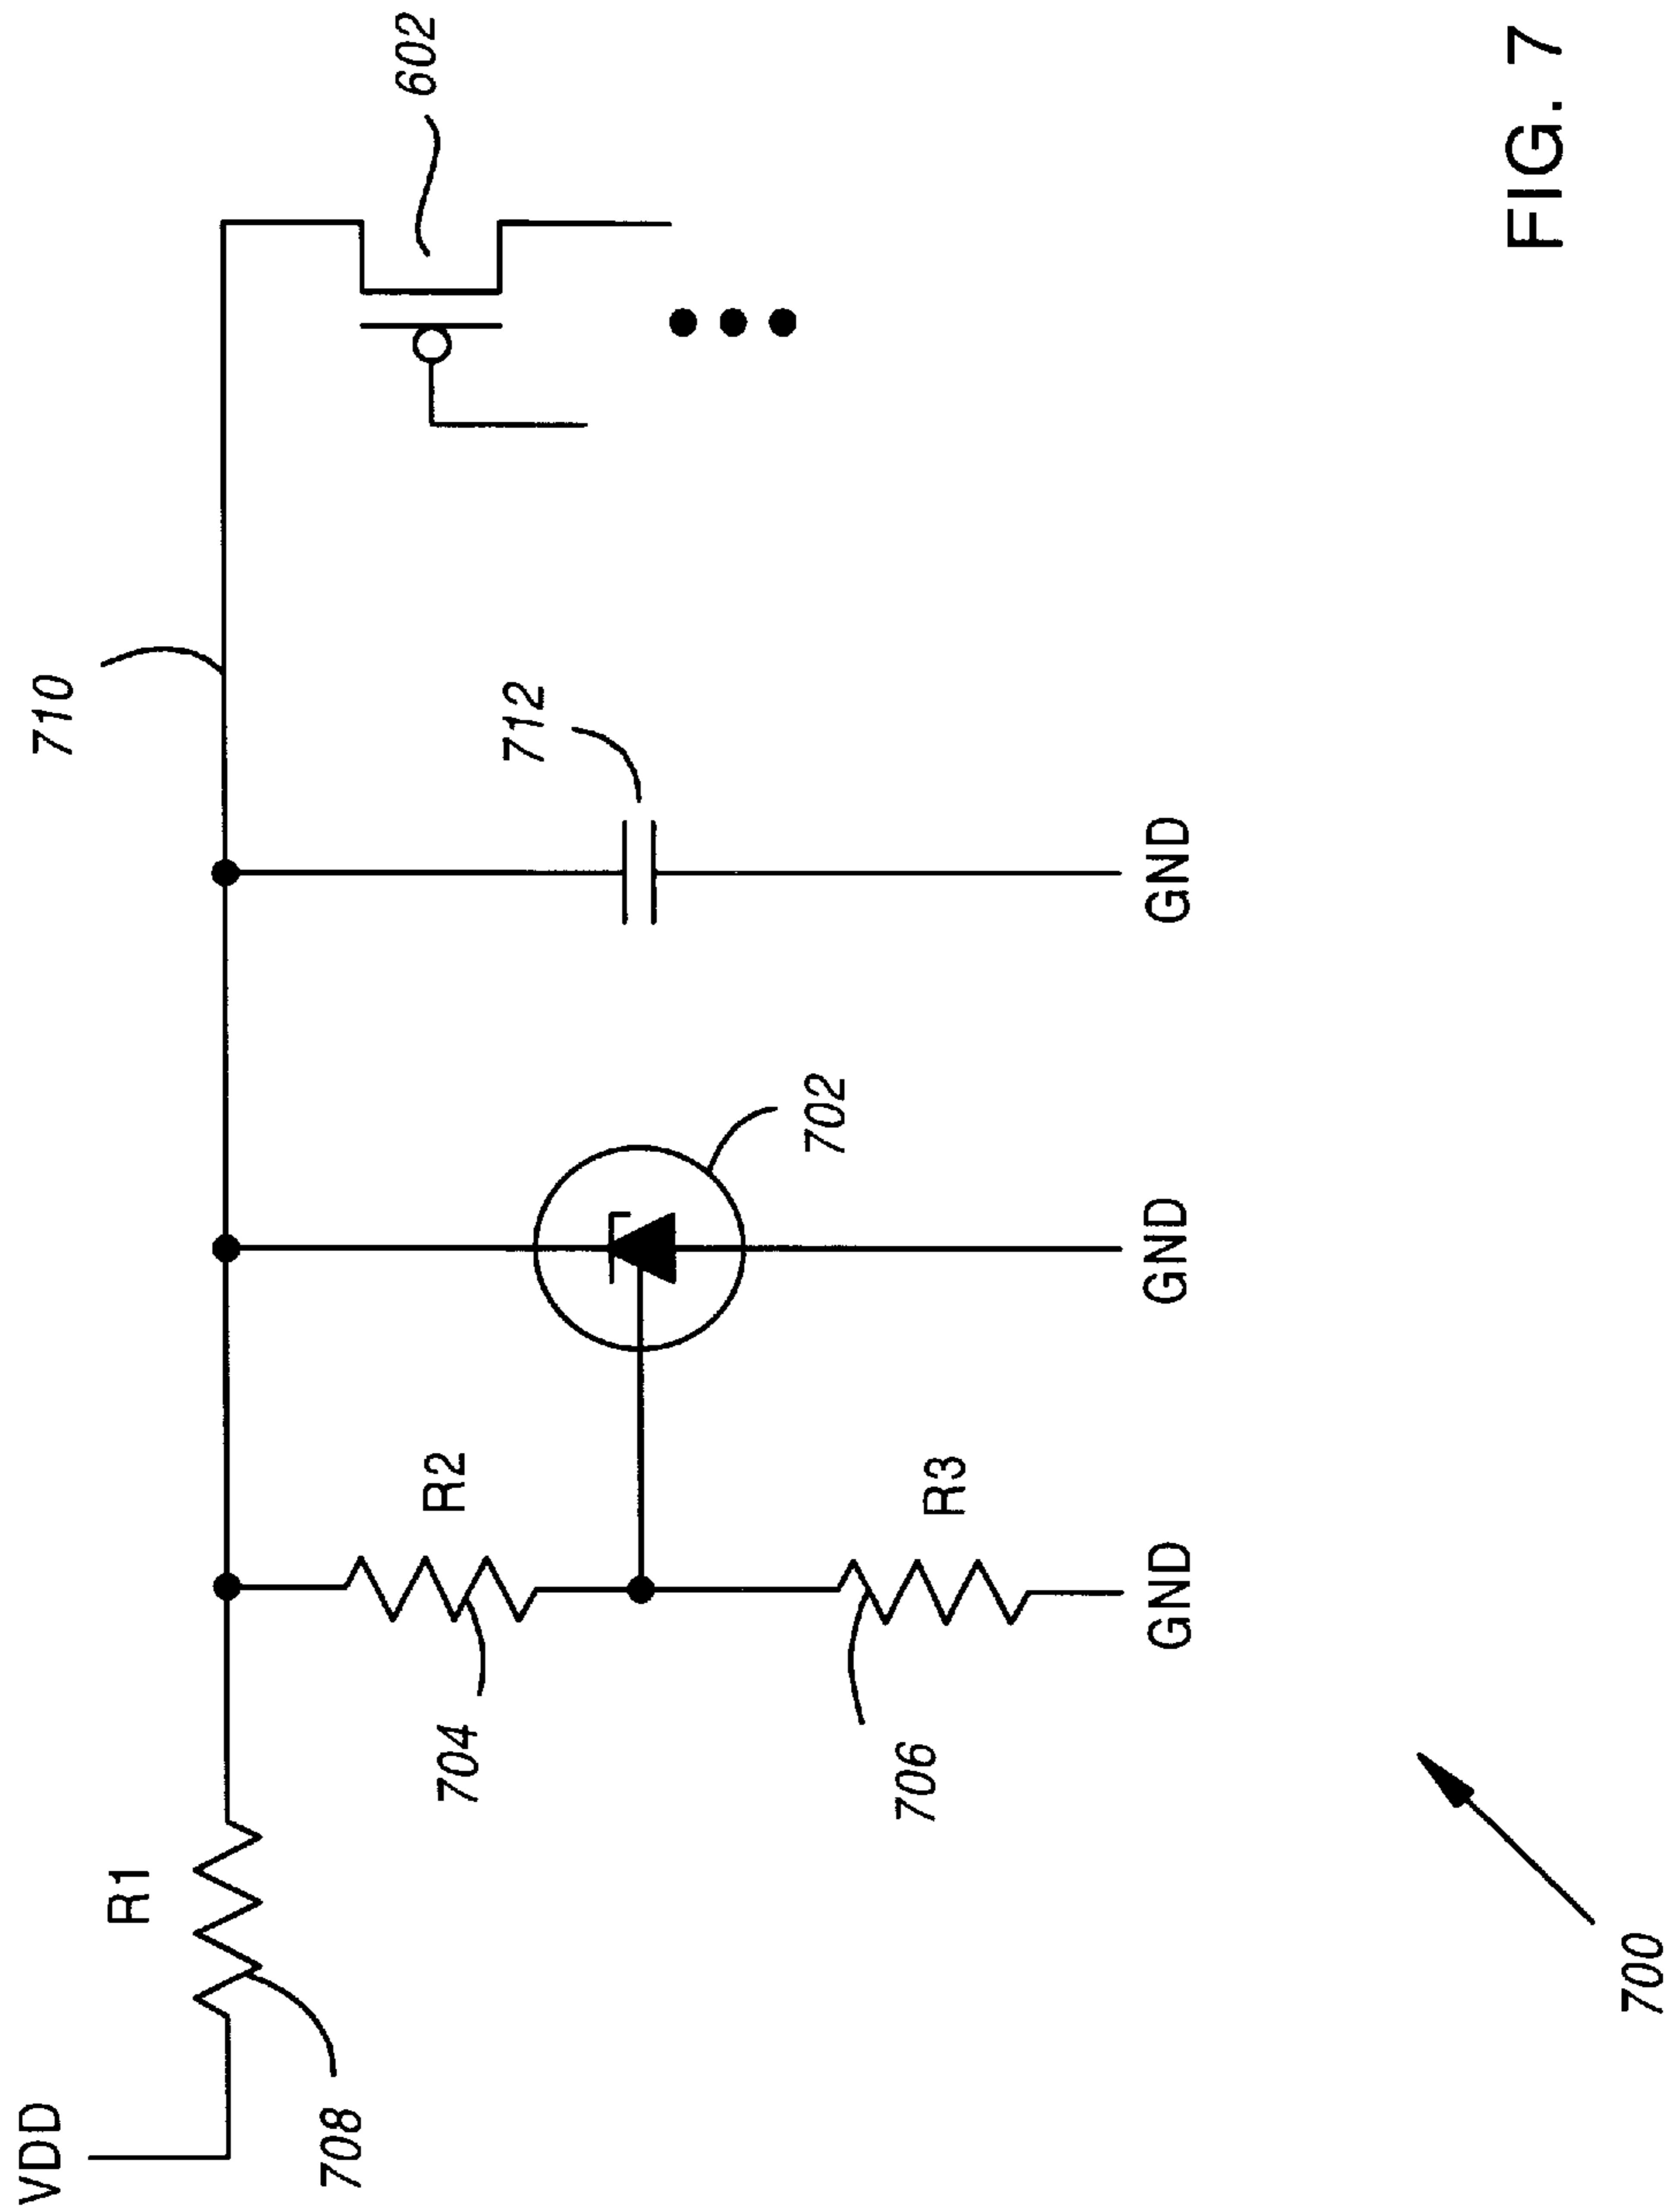 VDD
R1
708
710
602
R2
704
712
702
R3
706
GND
GND
GND
700
FIG. 7